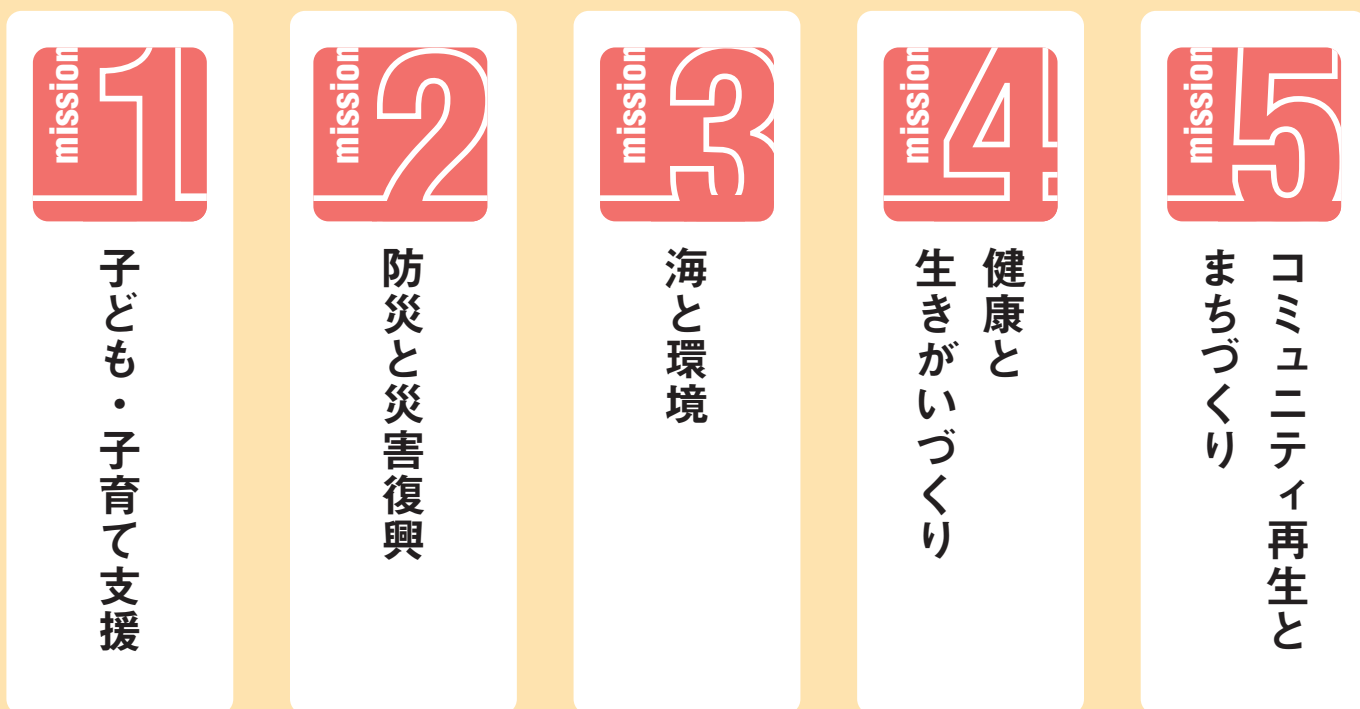 mission
1
子ども・子育て支援
mission
2
防災と災害復興
mission
3
海と環境
mission
4
健康と
生きがいづくり
mission
5
コミュニティ再生と
まちづくり